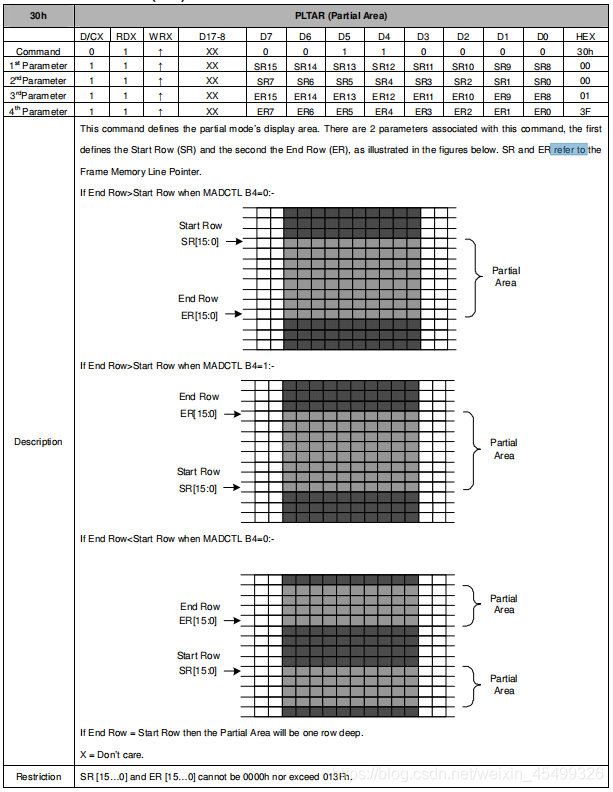 30h PLTAR (Partial Area)
D/CX RDX WRX D17-8 D7 D6 D5 D4 D3 D2 D1 D0 HEX
Command 0 1 ↑ XX 0 0 1 1 0 0 0 0 30h
1st Parameter 1 1 ↑ XX SR15 SR14 SR13 SR12 SR11 SR10 SR9 SR8 00
2nd Parameter 1 1 ↑ XX SR7 SR6 SR5 SR4 SR3 SR2 SR1 SR0 00
3rd Parameter 1 1 ↑ XX ER15 ER14 ER13 ER12 ER11 ER10 ER9 ER8 01
4th Parameter 1 1 ↑ XX ER7 ER6 ER5 ER4 ER3 ER2 ER1 ER0 3F
Description
This command defines the partial mode's display area. There are 2 parameters associated with this command, the first
defines the Start Row (SR) and the second the End Row (ER), as illustrated in the figures below. SR and ER refer to the
Frame Memory Line Pointer.
If End Row>Start Row when MADCTL B4=0:-
Start Row
SR[15:0]
End Row
ER[15:0]
Partial
Area
If End Row>Start Row when MADCTL B4=1:-
End Row
ER[15:0]
Start Row
SR[15:0]
Partial
Area
If End Row<Start Row when MADCTL B4=0:-
End Row
ER[15:0]
Start Row
SR[15:0]
Partial
Area
Partial
Area
If End Row = Start Row then the Partial Area will be one row deep.
X = Don't care.
Restriction SR [15…0] and ER [15…0] cannot be 0000h nor exceed 013Fh.
https://blog.csdn.net/weixin_45499326